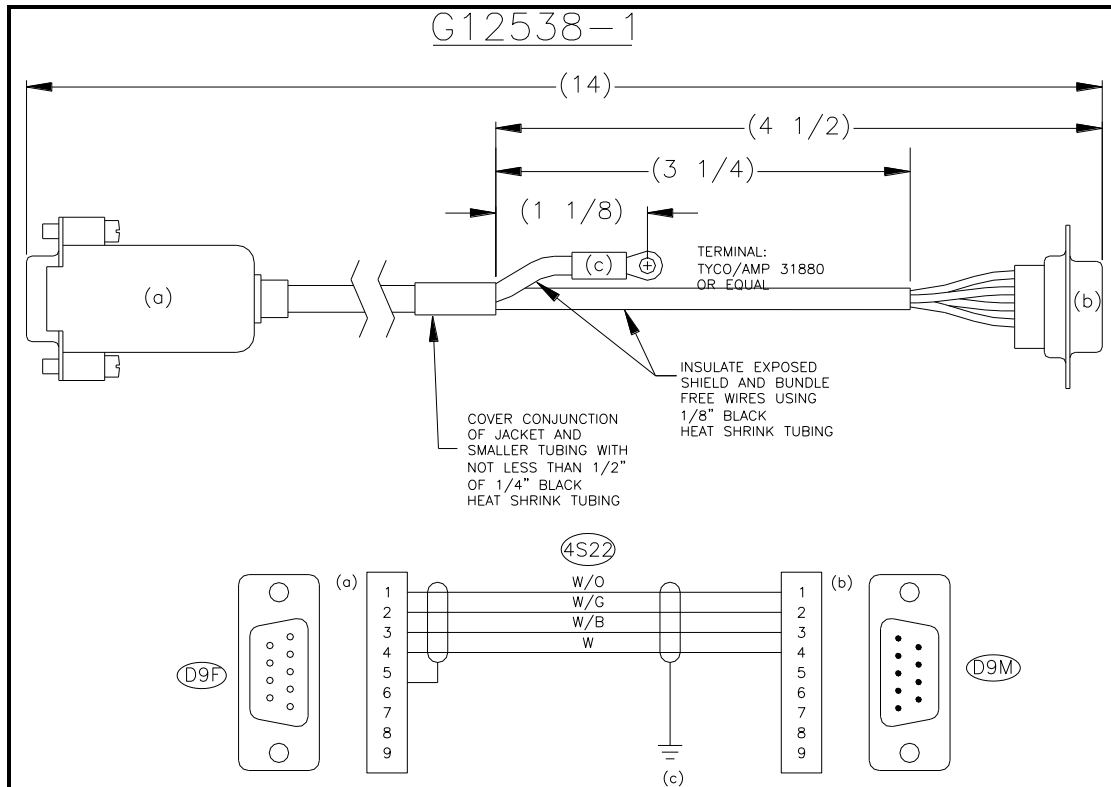 G12538-1
(14)
(4 1/2)
(3 1/4)
(1 1/8)
(a)
(c)
TERMINAL:
TYCO/AMP 31880
OR EQUAL
(b)
INSULATE EXPOSED
SHIELD AND BUNDLE
FREE WIRES USING
1/8" BLACK
HEAT SHRINK TUBING
COVER CONJUNCTION
OF JACKET AND
SMALLER TUBING WITH
NOT LESS THAN 1/2"
OF 1/4" BLACK
HEAT SHRINK TUBING
4S22
(a)
(b)
1 W/O 1
2 W/G 2
3 W/B 3
4 W 4
5 5
6 6
7 7
8 8
9 9
D9F
D9M
(c)